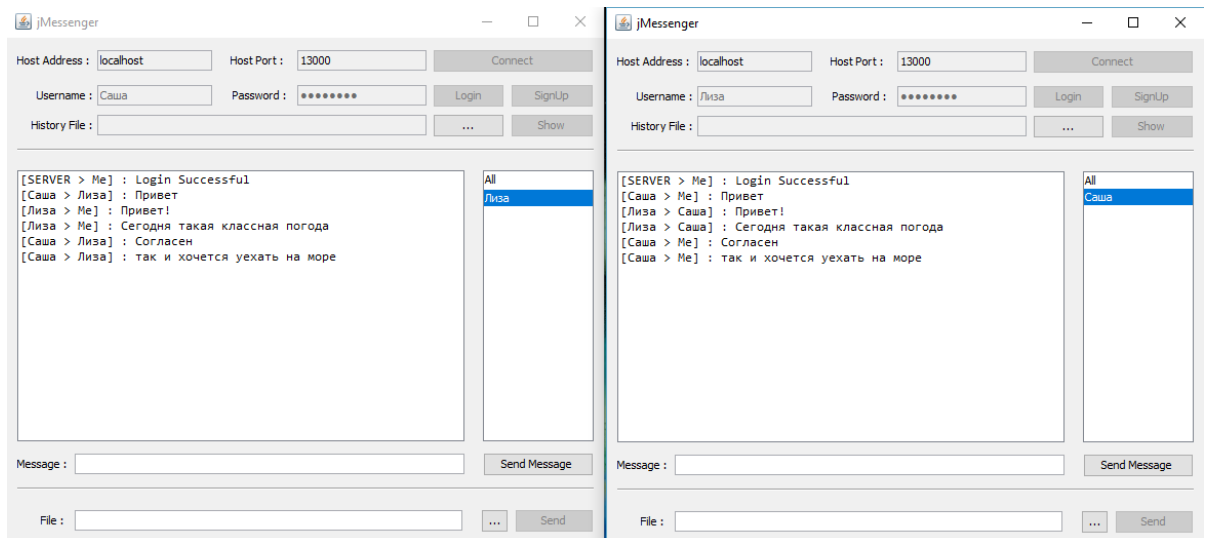 jMessenger
Host Address : localhost Host Port : 13000 Connect
Username : Саша Password : ●●●●●●●● Login SignUp
History File : ... Show
[SERVER > Me] : Login Successful
[Саша > Лиза] : Привет
[Лиза > Me] : Привет!
[Лиза > Me] : Сегодня такая классная погода
[Саша > Лиза] : Согласен
[Саша > Лиза] : так и хочется уехать на море
All
Лиза
Message : Send Message
File : ... Send
jMessenger
Host Address : localhost Host Port : 13000 Connect
Username : Лиза Password : ●●●●●●●● Login SignUp
History File : ... Show
[SERVER > Me] : Login Successful
[Саша > Me] : Привет
[Лиза > Саша] : Привет!
[Лиза > Саша] : Сегодня такая классная погода
[Саша > Me] : Согласен
[Саша > Me] : так и хочется уехать на море
All
Саша
Message : Send Message
File : ... Send